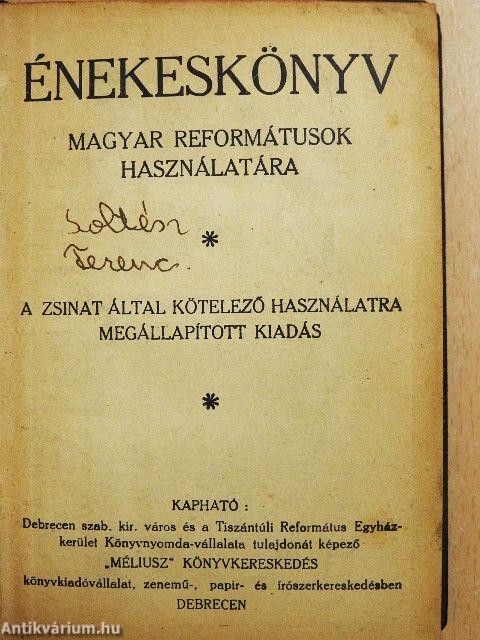 ÉNEKESKÖNYV
MAGYAR REFORMÁTUSOK
HASZNÁLATÁRA
Soltész
Ferenc.
*
A ZSINAT ÁLTAL KÖTELEZŐ HASZNÁLATRA
MEGÁLLAPÍTOTT KIADÁS
*
KAPHATÓ :
Debrecen szab. kir. város és a Tiszántúli Református Egyház-
kerület Könyvnyomda-vállalata tulajdonát képező
„MÉLIUSZ" KÖNYVKERESKEDÉS
könyvkiadóvállalat, zenemű-, papir- és írószerkereskedésben
DEBRECEN
Antikvárium.hu